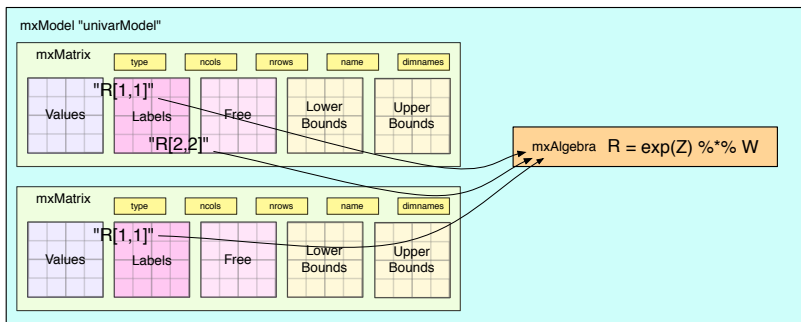 mxModel "univarModel"
mxMatrix
type
ncols
nrows
name
dimnames
"R[1,1]"
Values
Labels
Free
Lower
Bounds
Upper
Bounds
"R[2,2]"
mxAlgebra R = exp(Z) %*% W
mxMatrix
type
ncols
nrows
name
dimnames
"R[1,1]"
Values
Labels
Free
Lower
Bounds
Upper
Bounds